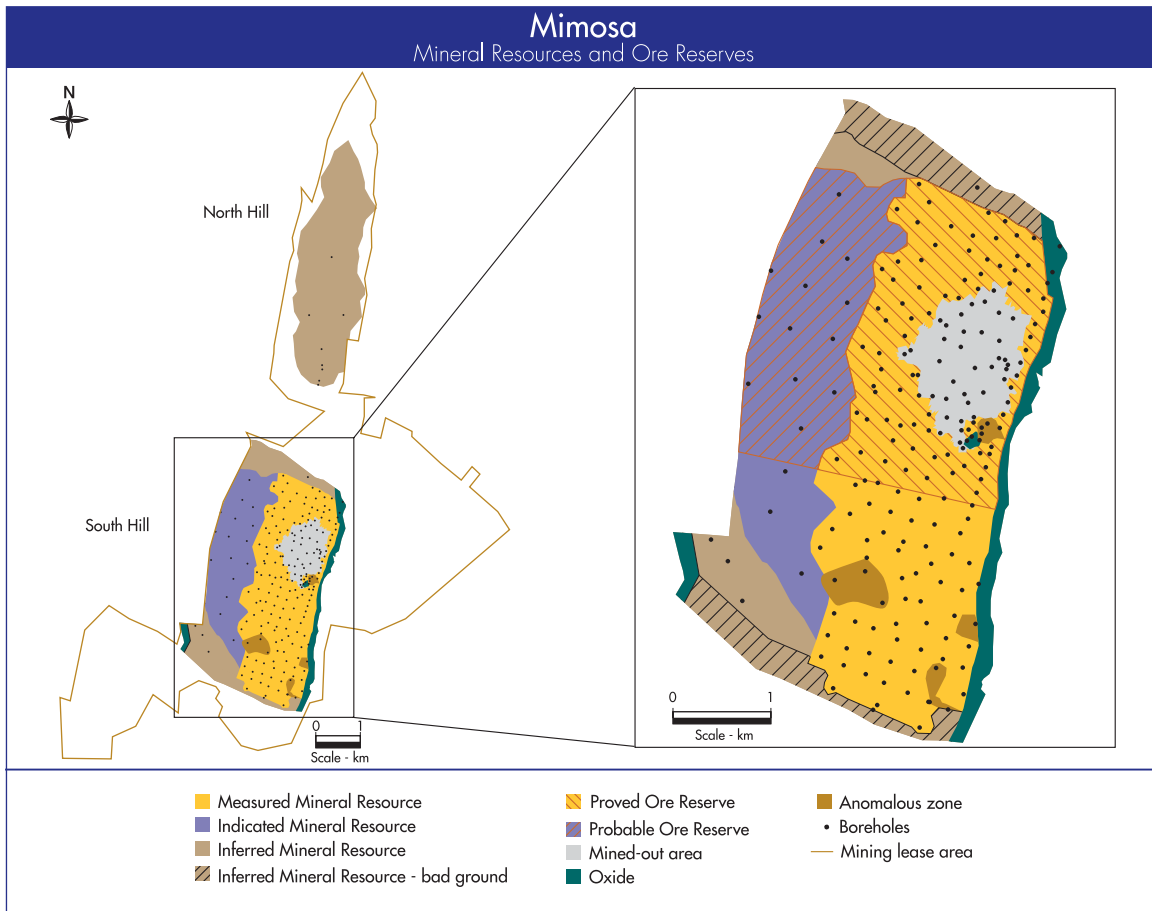 Mimosa
Mineral Resources and Ore Reserves
N
North Hill
South Hill
0 1
Scale - km
0 1
Scale - km
Measured Mineral Resource
Indicated Mineral Resource
Inferred Mineral Resource
Inferred Mineral Resource - bad ground
Proved Ore Reserve
Probable Ore Reserve
Mined-out area
Oxide
Anomalous zone
Boreholes
Mining lease area